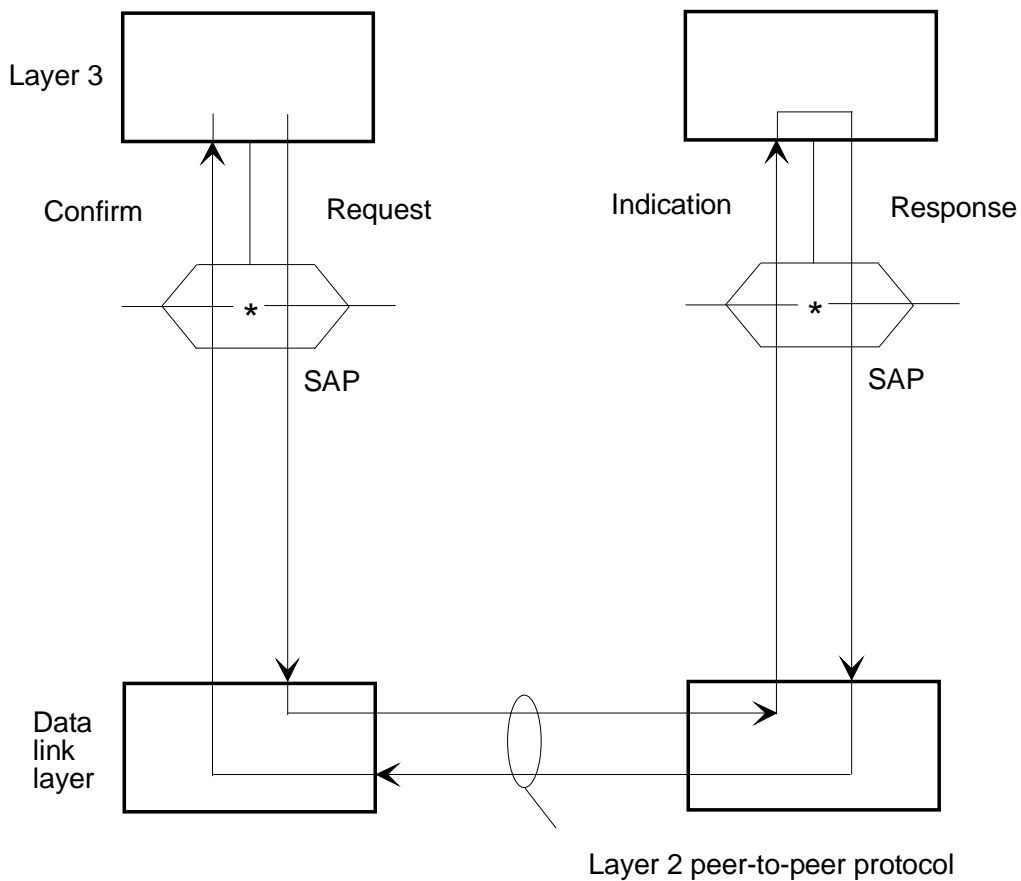 Layer 3
Confirm
Request
Indication
Response
*
*
SAP
SAP
Data
link
layer
Layer 2 peer-to-peer protocol